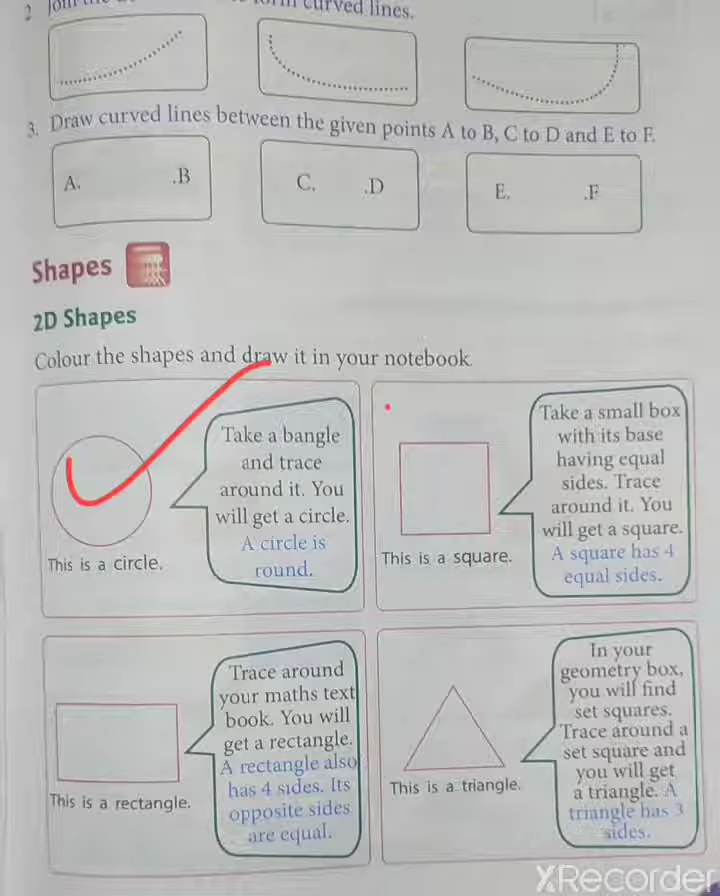 2
curved lines.
3. Draw curved lines between the given points A to B, C to D and E to F.
A. .B
C. .D
E. .F
Shapes
2D Shapes
Colour the shapes and draw it in your notebook.
Take a bangle
and trace
around it. You
will get a circle.
A circle is
round.
This is a circle.
Take a small box
with its base
having equal
sides. Trace
around it. You
will get a square.
A square has 4
equal sides.
This is a square.
Trace around
your maths text
book. You will
get a rectangle.
A rectangle also
has 4 sides. Its
opposite sides
are equal.
This is a rectangle.
In your
geometry box,
you will find
set squares.
Trace around a
set square and
you will get
a triangle. A
triangle has 3
sides.
This is a triangle.
XRecorder